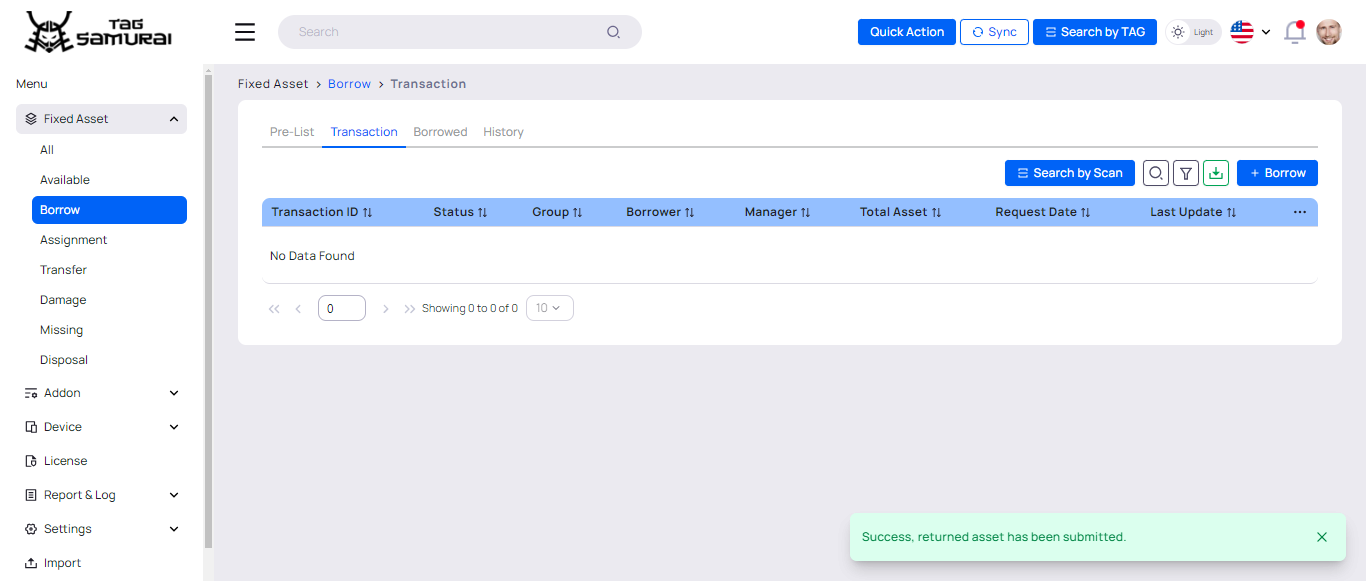 TAG
SAMURAI
Search
Quick Action
Sync
Search by TAG
Light
Menu
Fixed Asset
All
Available
Borrow
Assignment
Transfer
Damage
Missing
Disposal
Addon
Device
License
Report & Log
Settings
Import
Fixed Asset > Borrow > Transaction
Pre-List Transaction Borrowed History
Search by Scan
+ Borrow
Transaction ID Status Group Borrower Manager Total Asset Request Date Last Update
No Data Found
0 Showing 0 to 0 of 0 10
Success, returned asset has been submitted.